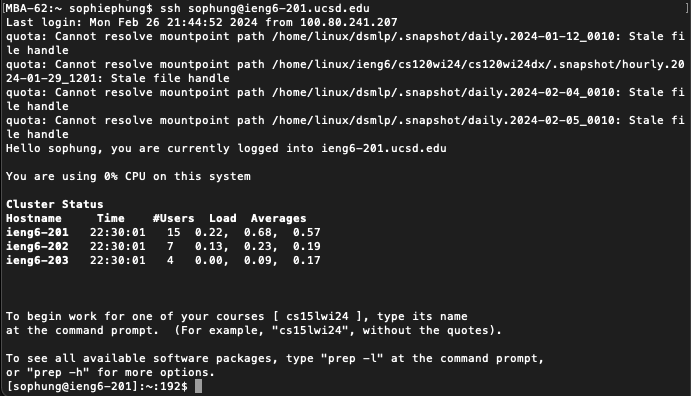 [MBA-62:~ sophiephung$ ssh sophung@ieng6-201.ucsd.edu ]
Last login: Mon Feb 26 21:44:52 2024 from 100.80.241.207
quota: Cannot resolve mountpoint path /home/linux/dsmlp/.snapshot/daily.2024-01-12_0010: Stale fi
le handle
quota: Cannot resolve mountpoint path /home/linux/ieng6/cs120wi24/cs120wi24dx/.snapshot/hourly.20
24-01-29_1201: Stale file handle
quota: Cannot resolve mountpoint path /home/linux/dsmlp/.snapshot/daily.2024-02-04_0010: Stale fi
le handle
quota: Cannot resolve mountpoint path /home/linux/dsmlp/.snapshot/daily.2024-02-05_0010: Stale fi
le handle
Hello sophung, you are currently logged into ieng6-201.ucsd.edu
You are using 0% CPU on this system
Cluster Status
Hostname     Time    #Users  Load  Averages
ieng6-201   22:30:01   15  0.22,  0.68,  0.57
ieng6-202   22:30:01   7  0.13,  0.23,  0.19
ieng6-203   22:30:01   4  0.00,  0.09,  0.17
To begin work for one of your courses [ cs15lwi24 ], type its name
at the command prompt.  (For example, "cs15lwi24", without the quotes).
To see all available software packages, type "prep -l" at the command prompt,
or "prep -h" for more options.
[sophung@ieng6-201]:~:192$